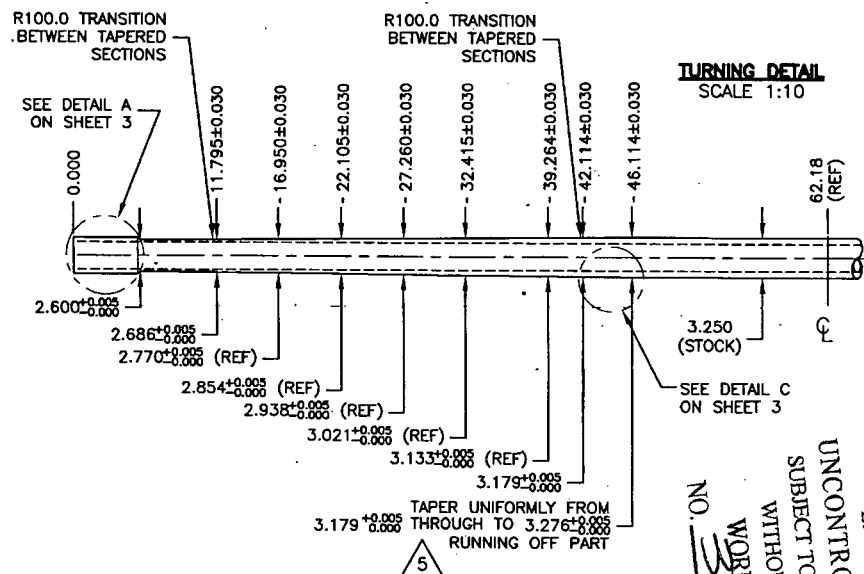 R100.0 TRANSITION
.BETWEEN TAPERED
SECTIONS
R100.0 TRANSITION
BETWEEN TAPERED
SECTIONS
TURNING DETAIL
SCALE 1:10
SEE DETAIL A
ON SHEET 3
0.000
11.795±0.030
16.950±0.030
22.105±0.030
27.260±0.030
32.415±0.030
39.264±0.030
42.114±0.030
46.114±0.030
62.18
(REF)
2.600+0.005-0.000
2.686+0.005-0.000
2.770+0.005-0.000 (REF)
2.854+0.005-0.000 (REF)
2.938+0.005-0.000 (REF)
3.021+0.005-0.000 (REF)
3.133+0.005-0.000 (REF)
3.179+0.005-0.000
3.250
(STOCK)
℄
SEE DETAIL C
ON SHEET 3
TAPER UNIFORMLY FROM
3.179 +0.005 0.000 THROUGH TO 3.276+0.005-0.000
RUNNING OFF PART
5
UNCONTRO
SUBJECT TO
WITHO
WOR
NO.